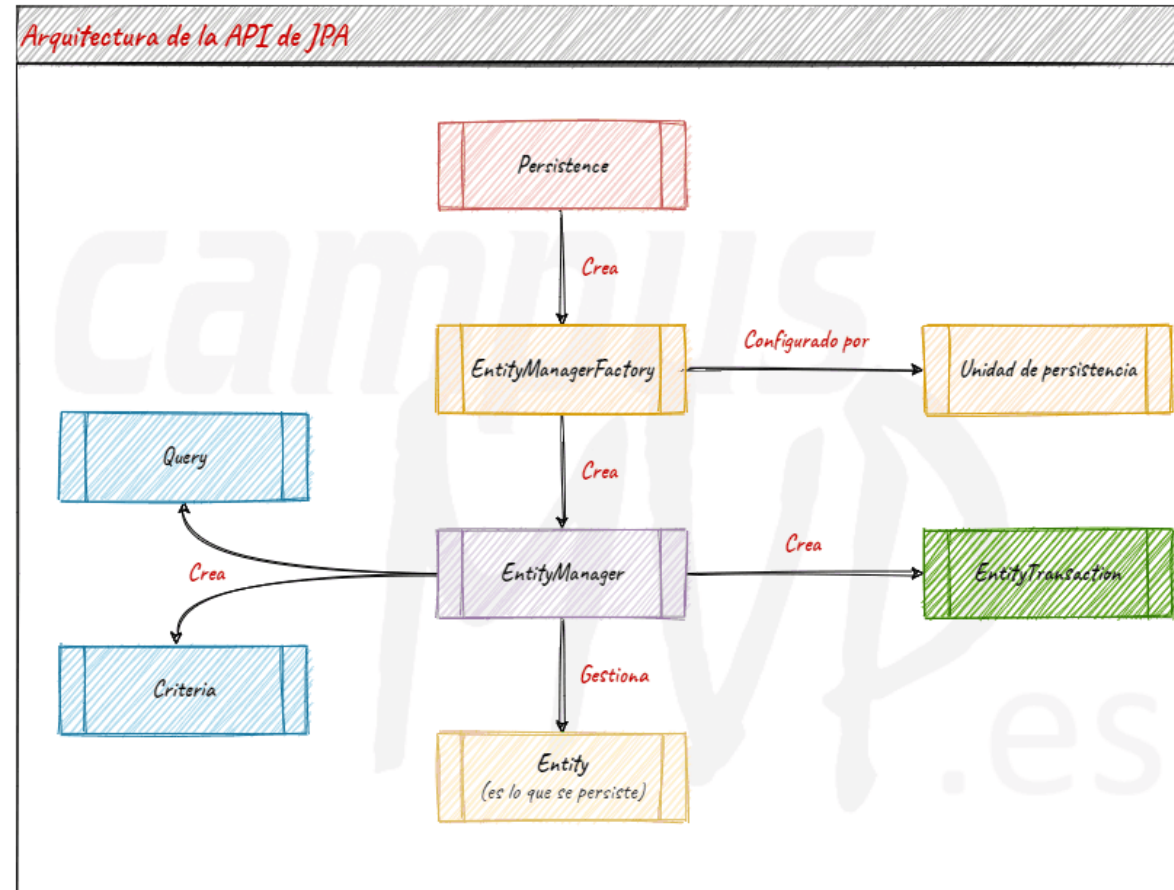 Arquitectura de la API de JPA
Persistence
Crea
EntityManagerFactory
Configurado por
Unidad de persistencia
Query
Crea
Crea
EntityManager
Crea
EntityTransaction
Criteria
Gestiona
Entity
(es lo que se persiste)
campus
MVP
.es